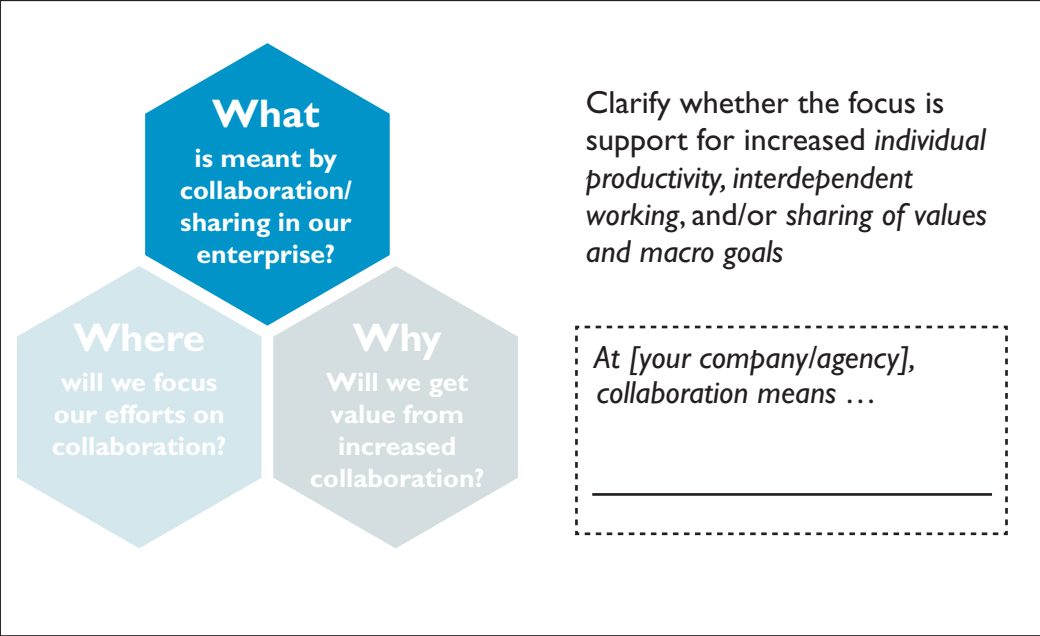 What
is meant by
collaboration/
sharing in our
enterprise?
Where
will we focus
our efforts on
collaboration?
Why
Will we get
value from
increased
collaboration?
Clarify whether the focus is
support for increased individual
productivity, interdependent
working, and/or sharing of values
and macro goals
At [your company/agency],
collaboration means …